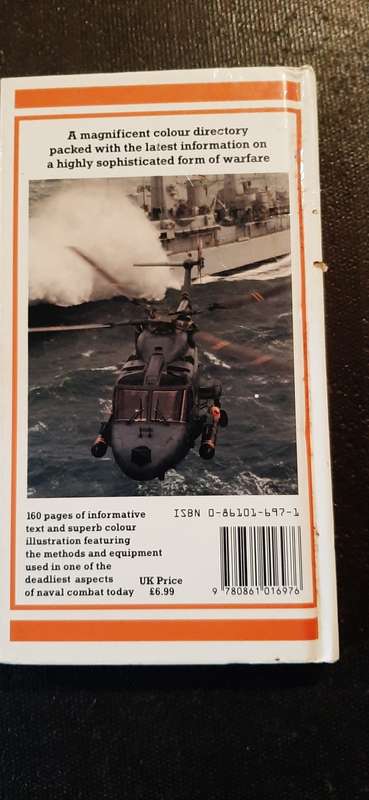 A magnificent colour directory
packed with the latest information on
a highly sophisticated form of warfare
160 pages of informative
text and superb colour
illustration featuring
the methods and equipment
used in one of the
deadliest aspects
of naval combat today
UK Price
£6.99
ISBN 0-86101-697-1
9 780861 016976